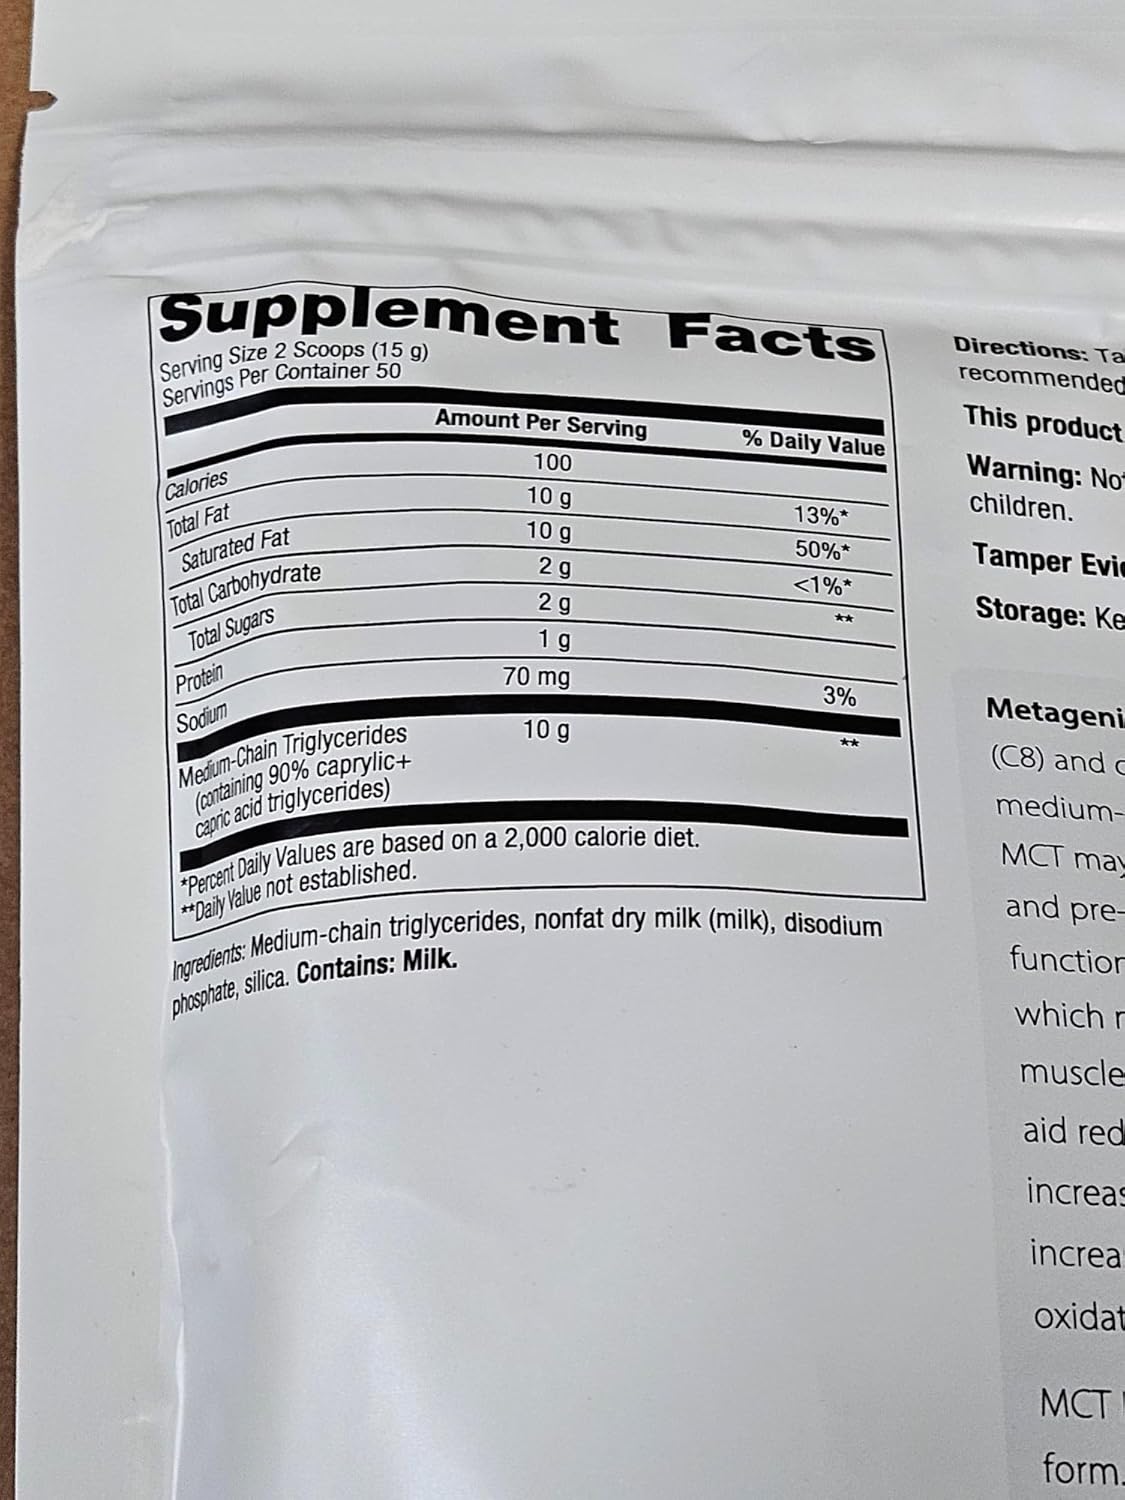 Supplement Facts
Serving Size 2 Scoops (15 g)
Servings Per Container 50
Amount Per Serving % Daily Value
Calories 100
Total Fat 10 g 13%*
Saturated Fat 10 g 50%*
Total Carbohydrate 2 g <1%*
Total Sugars 2 g **
Protein 1 g
Sodium 70 mg 3%
Medium-Chain Triglycerides 10 g **
(containing 90% caprylic+
capric acid triglycerides)
*Percent Daily Values are based on a 2,000 calorie diet.
**Daily Value not established.
Ingredients: Medium-chain triglycerides, nonfat dry milk (milk), disodium
phosphate, silica. Contains: Milk.
Directions:
recommended
This product
Warning:
children.
Tamper
Storage:
(C8) and
medium-
MCT may
and pre-
which
muscle
aid
MCT
form.